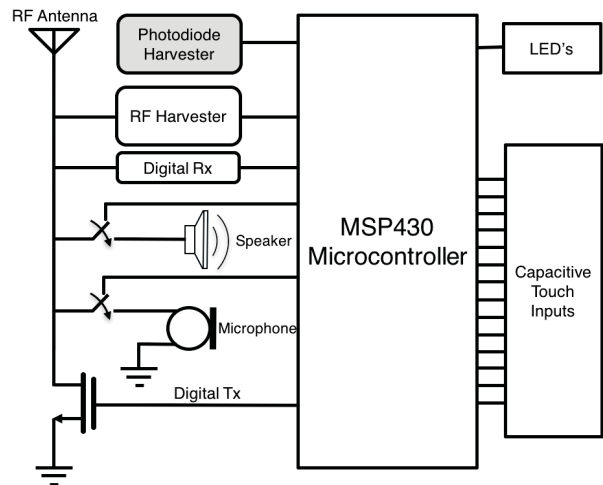 RF Antenna
Photodiode
Harvester
LED's
RF Harvester
Digital Rx
MSP430
Microcontroller
Speaker
Capacitive
Touch
Inputs
Microphone
Digital Tx